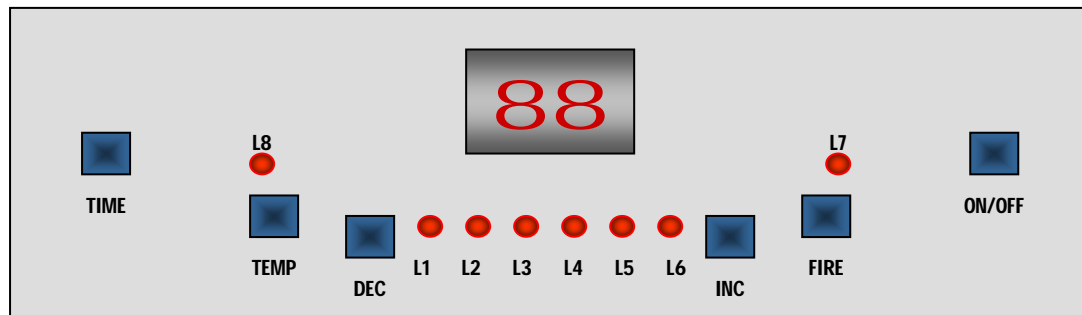 88
L8
L7
TIME
ON/OFF
TEMP
DEC
L1
L2
L3
L4
L5
L6
INC
FIRE